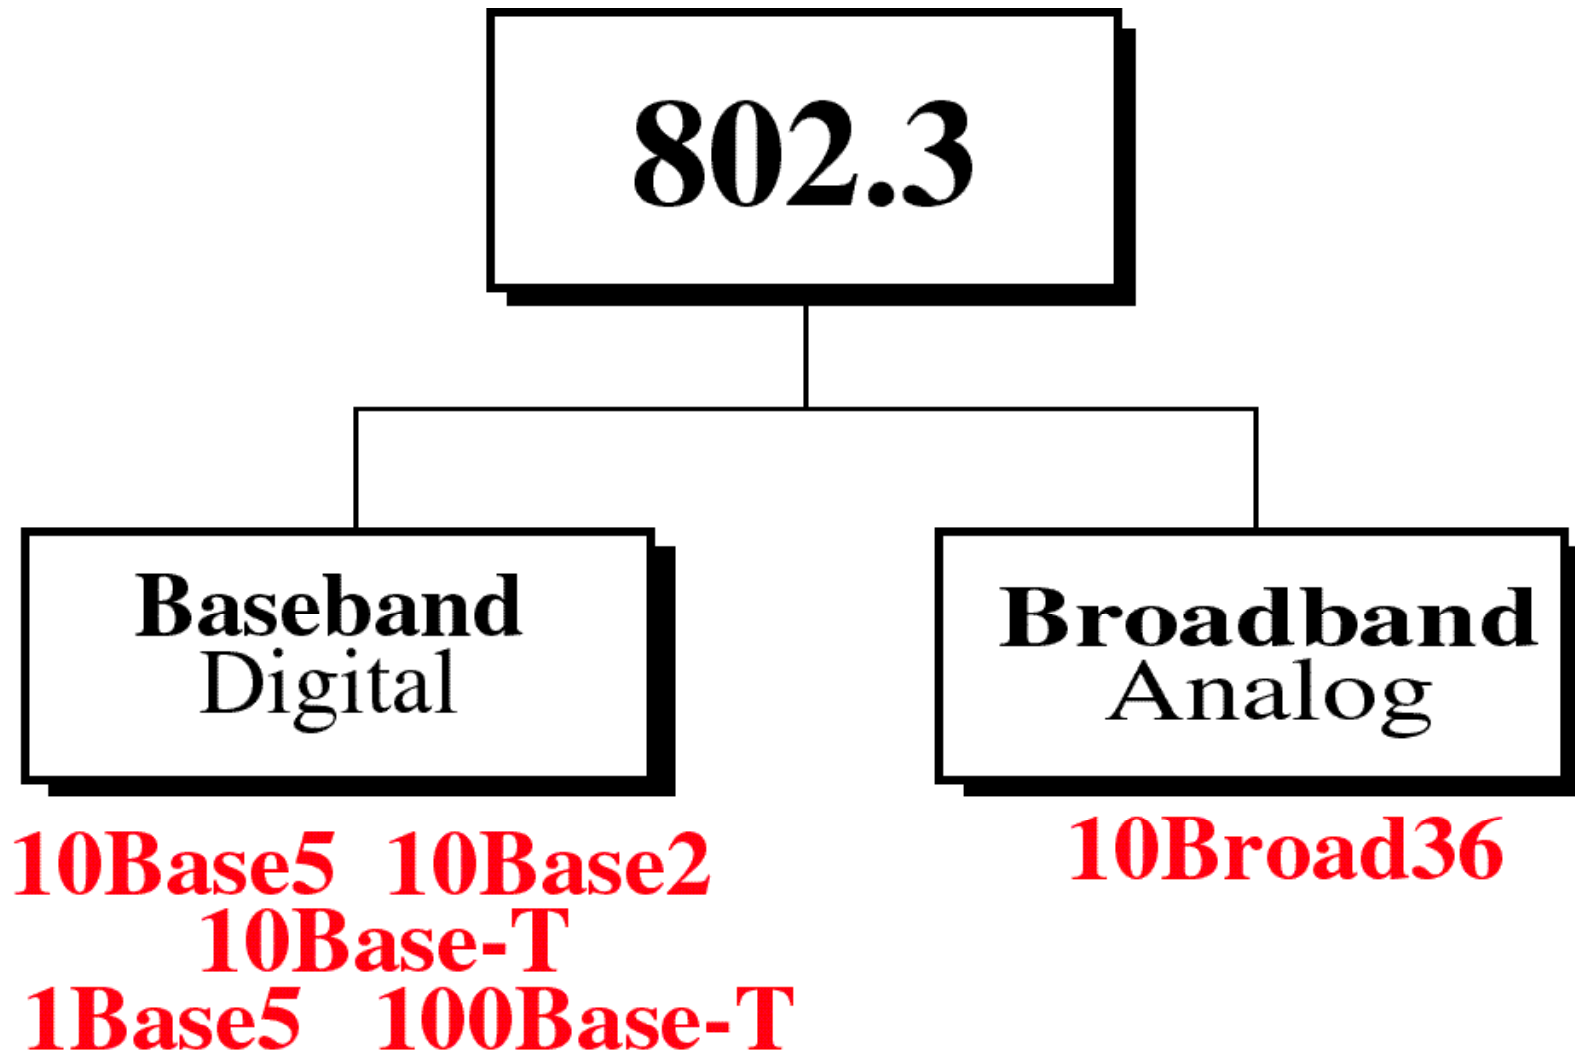 802.3
Baseband
Digital
Broadband
Analog
10Base5 10Base2
10Base-T
1Base5 100Base-T
10Broad36